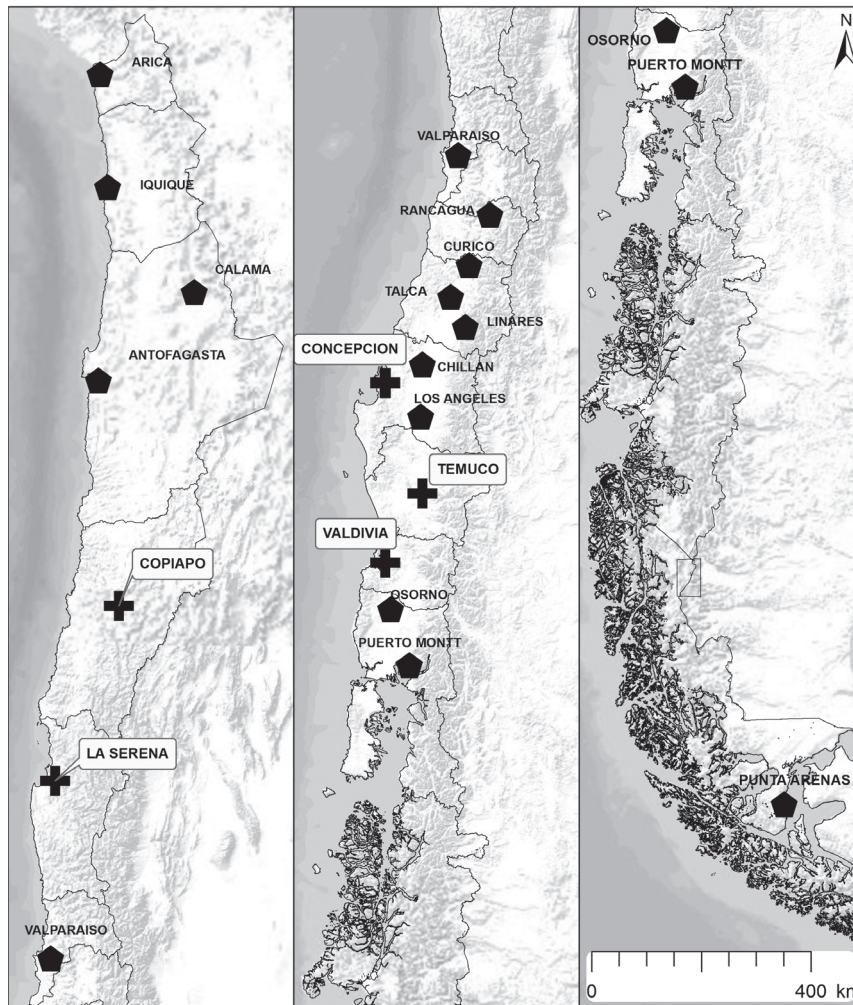 ARICA
IQUIQUE
CALAMA
ANTOFAGASTA
COPIAPO
LA SERENA
VALPARAISO
VALPARAISO
RANCAGUA
CURICO
TALCA
LINARES
CONCEPCION
CHILLAN
LOS ANGELES
TEMUCO
VALDIVIA
OSORNO
PUERTO MONTT
N
OSORNO
PUERTO MONTT
PUNTA ARENAS
0 400 km